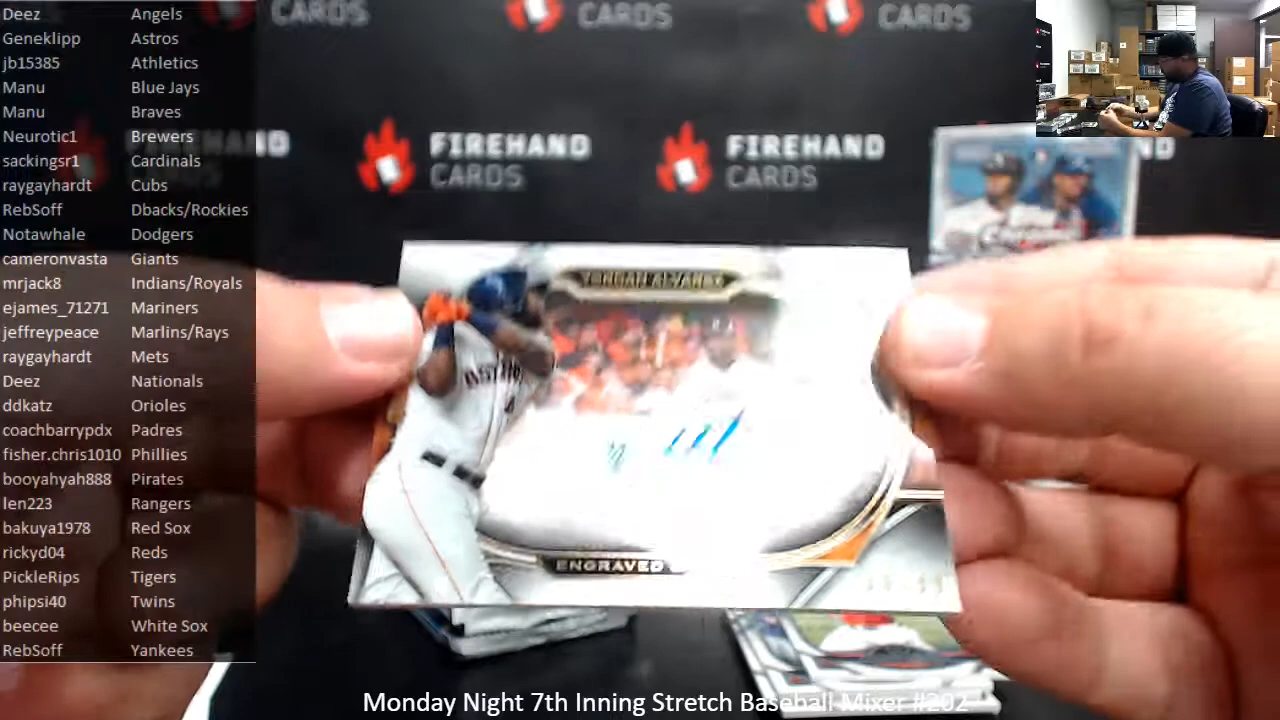 Deez Angels
Geneklipp Astros
jb15385 Athletics
Manu Blue Jays
Manu Braves
Neurotic1 Brewers
sackingsr1 Cardinals
raygayhardt Cubs
RebSoff Dbacks/Rockies
Notawhale Dodgers
cameronvasta Giants
mrjack8 Indians/Royals
ejames_71271 Mariners
jeffreypeace Marlins/Rays
raygayhardt Mets
Deez Nationals
ddkatz Orioles
coachbarrypdx Padres
fisher.chris1010 Phillies
booyahyah888 Pirates
len223 Rangers
bakuya1978 Red Sox
rickyd04 Reds
PickleRips Tigers
phipsi40 Twins
beecee White Sox
RebSoff Yankees
CARDS
CARDS
CARDS
FIREHAND
CARDS
FIREHAND
CARDS
YORDAN ALVAREZ
ENGRAVED
Monday Night 7th Inning Stretch Baseball Mixer #202